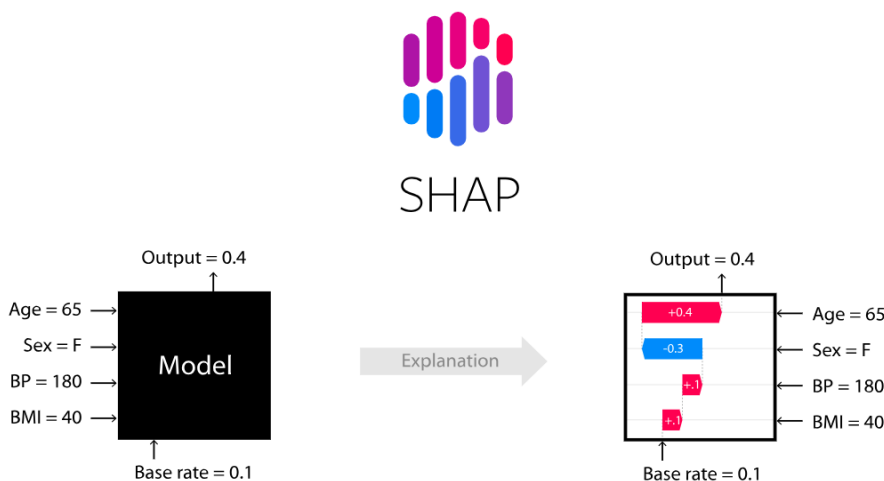 SHAP
Output = 0.4
Age = 65
Sex = F
BP = 180
BMI = 40
Model
Base rate = 0.1
Explanation
Output = 0.4
+0.4
Age = 65
-0.3
Sex = F
+.1
BP = 180
+.1
BMI = 40
Base rate = 0.1